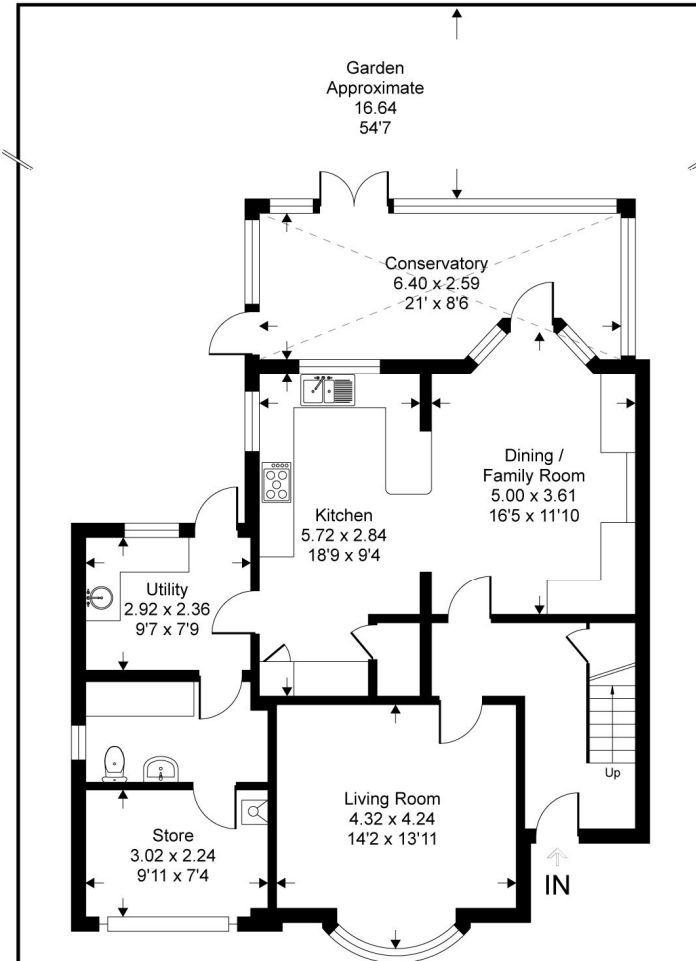 Garden
Approximate
16.64
54'7
Conservatory
6.40 x 2.59
21' x 8'6
Dining /
Family Room
5.00 x 3.61
16'5 x 11'10
Kitchen
5.72 x 2.84
18'9 x 9'4
Utility
2.92 x 2.36
9'7 x 7'9
Up
Living Room
4.32 x 4.24
14'2 x 13'11
Store
3.02 x 2.24
9'11 x 7'4
IN